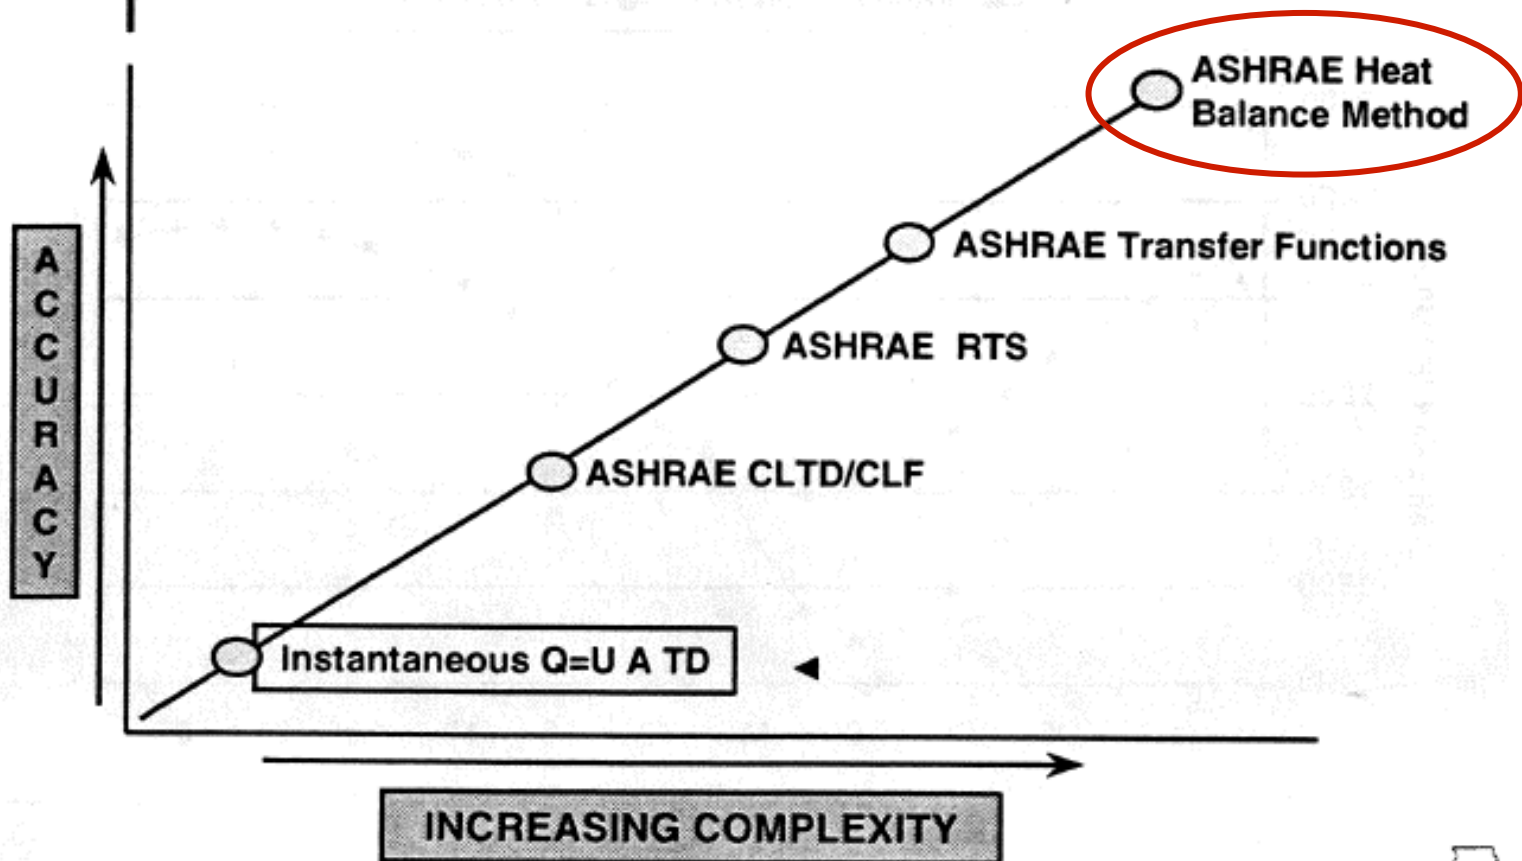 ASHRAE Heat
Balance Method
ASHRAE Transfer Functions
ASHRAE RTS
ASHRAE CLTD/CLF
Instantaneous Q=U A TD
ACCURACY
INCREASING COMPLEXITY